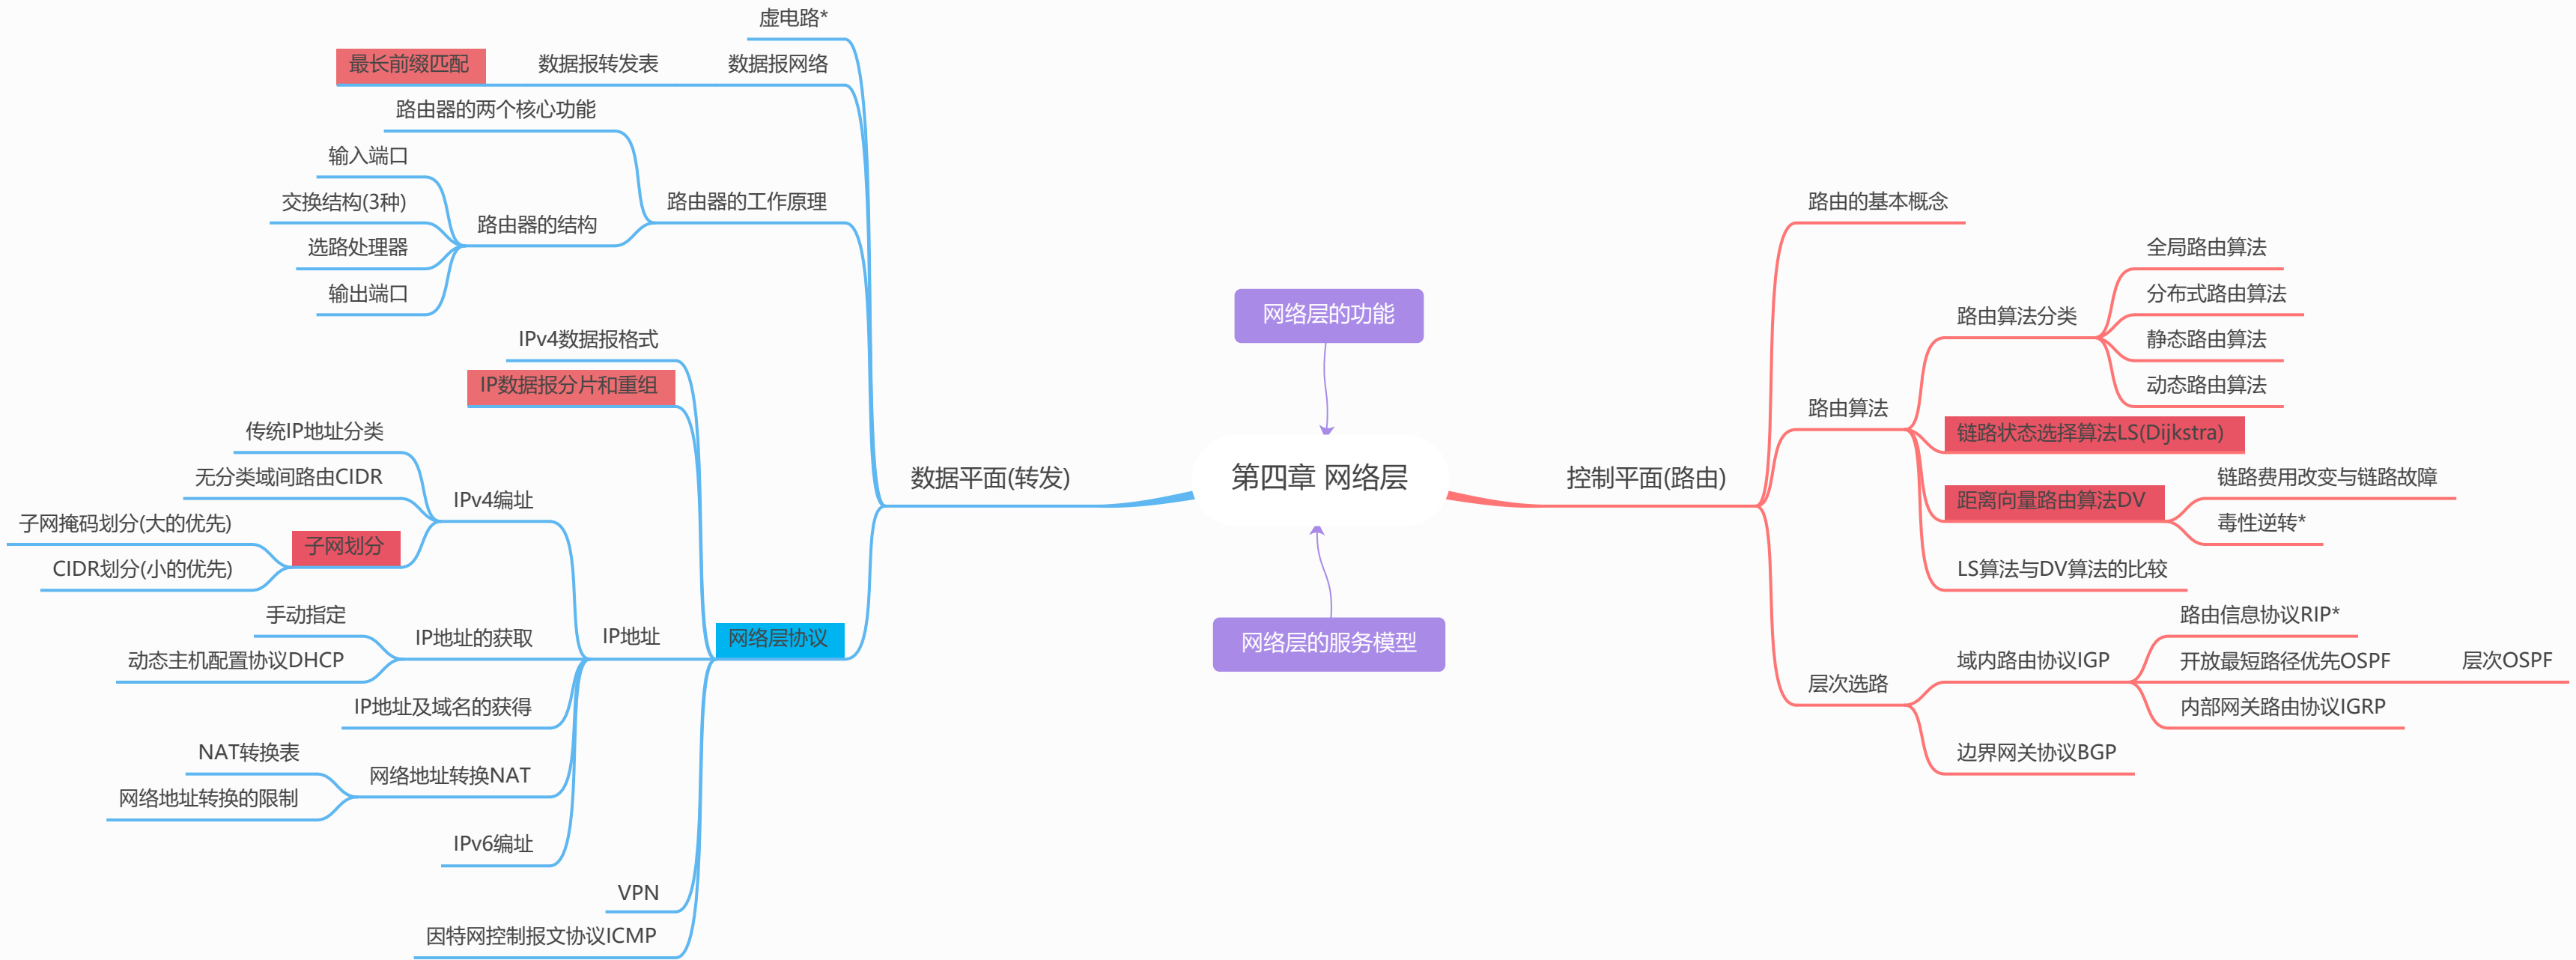 虚电路*
最长前缀匹配
数据报转发表
数据报网络
路由器的两个核心功能
输入端口
交换结构(3种)
选路处理器
输出端口
路由器的结构
路由器的工作原理
IPv4数据报格式
IP数据报分片和重组
传统IP地址分类
无分类域间路由CIDR
子网掩码划分(大的优先)
CIDR划分(小的优先)
子网划分
IPv4编址
手动指定
动态主机配置协议DHCP
IP地址的获取
IP地址及域名的获得
NAT转换表
网络地址转换的限制
网络地址转换NAT
IPv6编址
IP地址
VPN
因特网控制报文协议ICMP
网络层协议
数据平面(转发)
网络层的功能
第四章 网络层
网络层的服务模型
控制平面(路由)
路由的基本概念
路由算法
路由算法分类
全局路由算法
分布式路由算法
静态路由算法
动态路由算法
链路状态选择算法LS(Dijkstra)
距离向量路由算法DV
链路费用改变与链路故障
毒性逆转*
LS算法与DV算法的比较
层次选路
域内路由协议IGP
路由信息协议RIP*
开放最短路径优先OSPF
层次OSPF
内部网关路由协议IGRP
边界网关协议BGP